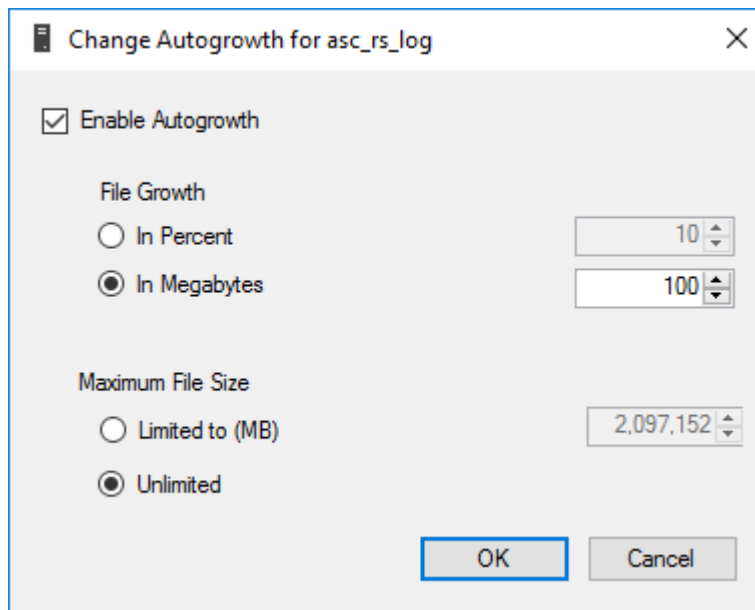 Change Autogrowth for asc_rs_log
Enable Autogrowth
File Growth
In Percent 10
In Megabytes 100
Maximum File Size
Limited to (MB) 2,097,152
Unlimited
OK Cancel